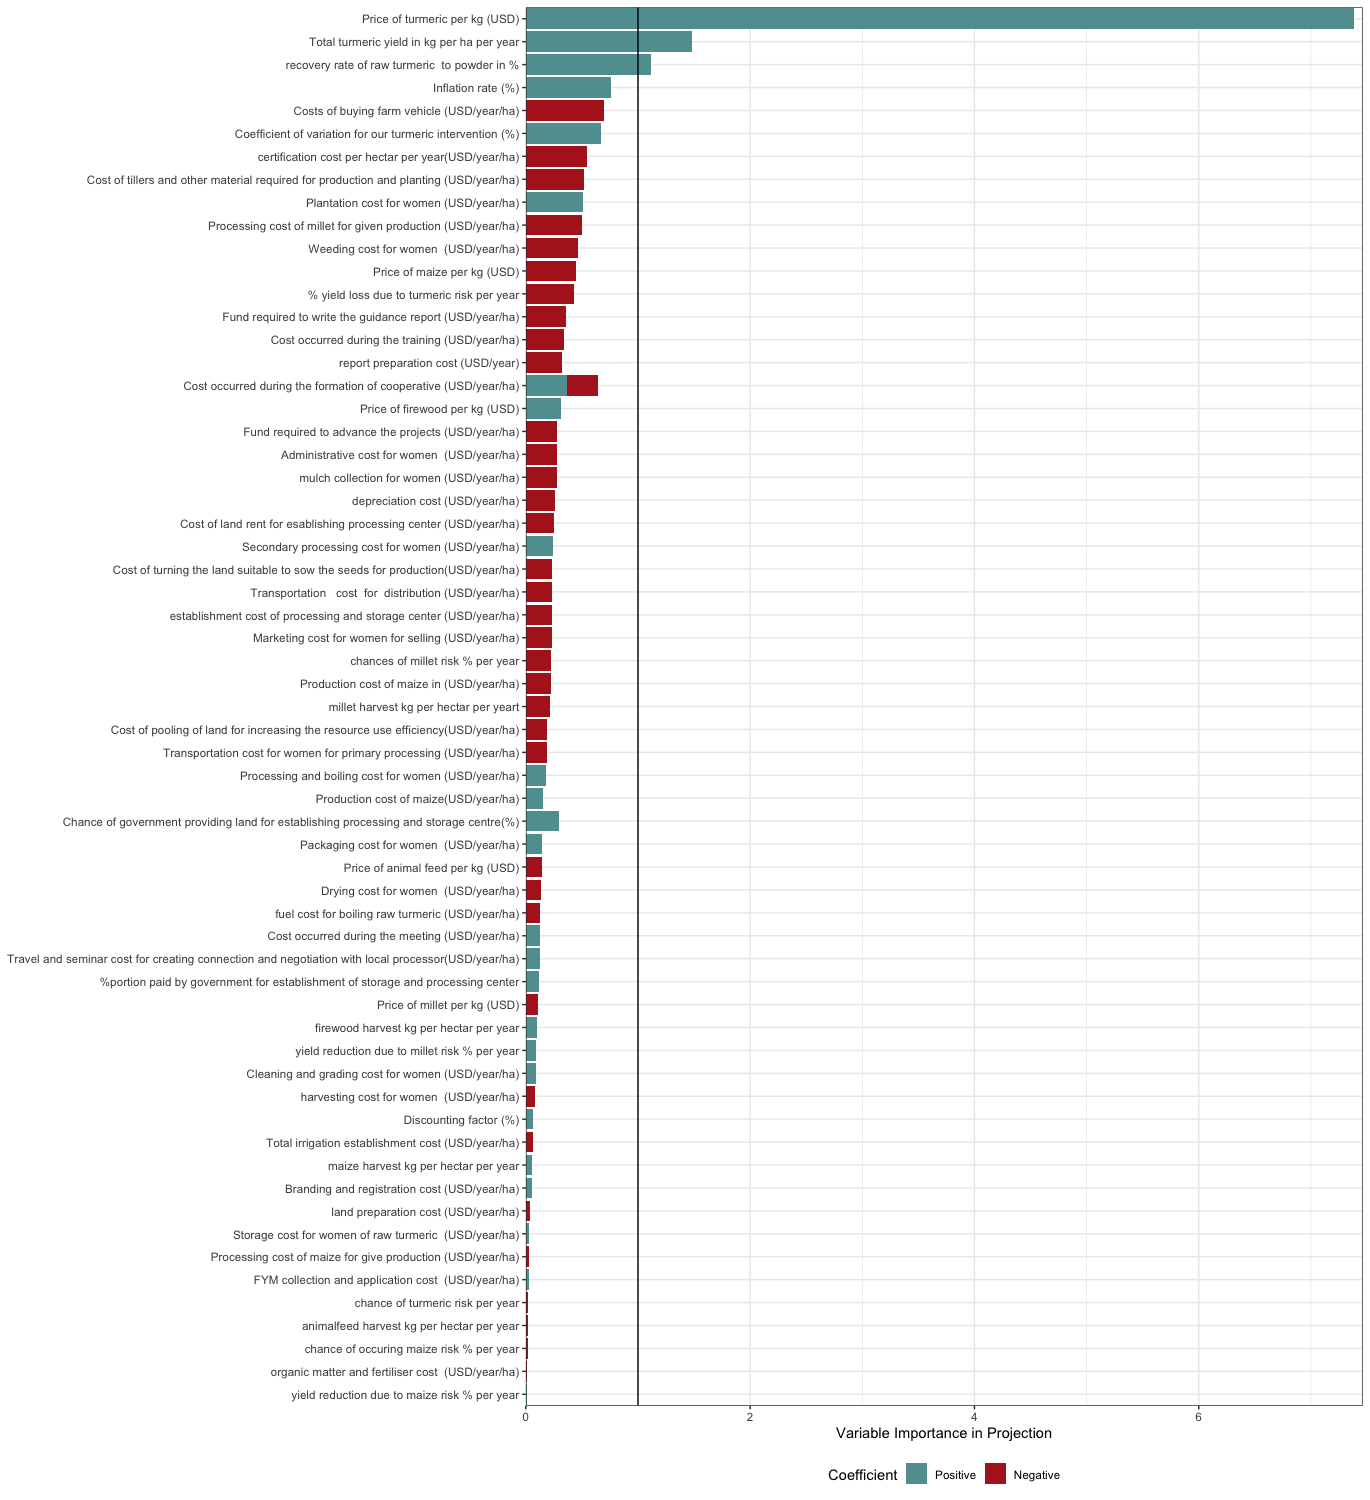 Price of turmeric per kg (USD)
Total turmeric yield in kg per ha per year
recovery rate of raw turmeric  to powder in %
Inflation rate (%)
Costs of buying farm vehicle (USD/year/ha)
Coefficient of variation for our turmeric intervention (%)
certification cost per hectar per year(USD/year/ha)
Cost of tillers and other material required for production and planting (USD/year/ha)
Plantation cost for women (USD/year/ha)
Processing cost of millet for given production (USD/year/ha)
Weeding cost for women  (USD/year/ha)
Price of maize per kg (USD)
% yield loss due to turmeric risk per year
Fund required to write the guidance report (USD/year/ha)
Cost occurred during the training (USD/year/ha)
report preparation cost (USD/year)
Cost occurred during the formation of cooperative (USD/year/ha)
Price of firewood per kg (USD)
Fund required to advance the projects (USD/year/ha)
Administrative cost for women  (USD/year/ha)
mulch collection for women (USD/year/ha)
depreciation cost (USD/year/ha)
Cost of land rent for esablishing processing center (USD/year/ha)
Secondary processing cost for women (USD/year/ha)
Cost of turning the land suitable to sow the seeds for production(USD/year/ha)
Transportation   cost  for  distribution (USD/year/ha)
establishment cost of processing and storage center (USD/year/ha)
Marketing cost for women for selling (USD/year/ha)
chances of millet risk % per year
Production cost of maize in (USD/year/ha)
millet harvest kg per hectar per yeart
Cost of pooling of land for increasing the resource use efficiency(USD/year/ha)
Transportation cost for women for primary processing (USD/year/ha)
Processing and boiling cost for women (USD/year/ha)
Production cost of maize(USD/year/ha)
Chance of government providing land for establishing processing and storage centre(%)
Packaging cost for women  (USD/year/ha)
Price of animal feed per kg (USD)
Drying cost for women  (USD/year/ha)
fuel cost for boiling raw turmeric (USD/year/ha)
Cost occurred during the meeting (USD/year/ha)
Travel and seminar cost for creating connection and negotiation with local processor(USD/year/ha)
%portion paid by government for establishment of storage and processing center
Price of millet per kg (USD)
firewood harvest kg per hectar per year
yield reduction due to millet risk % per year
Cleaning and grading cost for women (USD/year/ha)
harvesting cost for women  (USD/year/ha)
Discounting factor (%)
Total irrigation establishment cost (USD/year/ha)
maize harvest kg per hectar per year
Branding and registration cost (USD/year/ha)
land preparation cost (USD/year/ha)
Storage cost for women of raw turmeric  (USD/year/ha)
Processing cost of maize for give production (USD/year/ha)
FYM collection and application cost  (USD/year/ha)
chance of turmeric risk per year
animalfeed harvest kg per hectar per year
chance of occuring maize risk % per year
organic matter and fertiliser cost  (USD/year/ha)
yield reduction due to maize risk % per year
0 2 4 6
Variable Importance in Projection
Coefficient Positive Negative